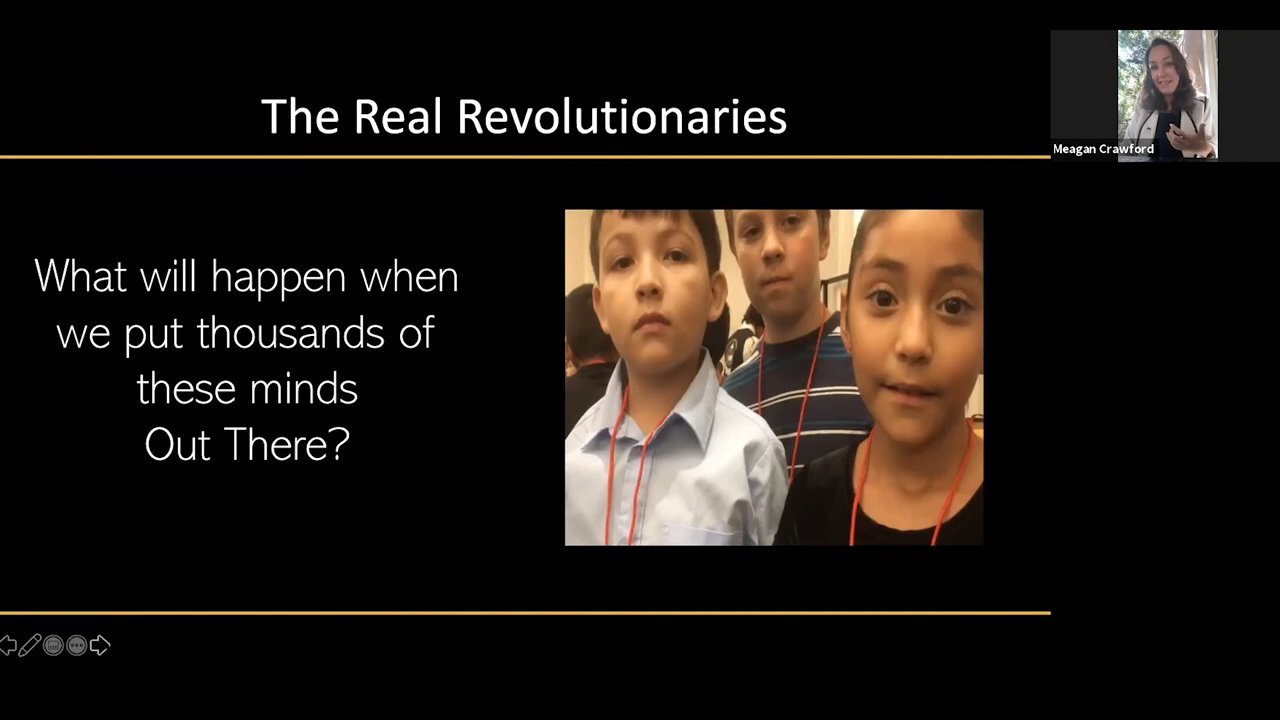 The Real Revolutionaries
Meagan Crawford
What will happen when
we put thousands of
these minds
Out There?